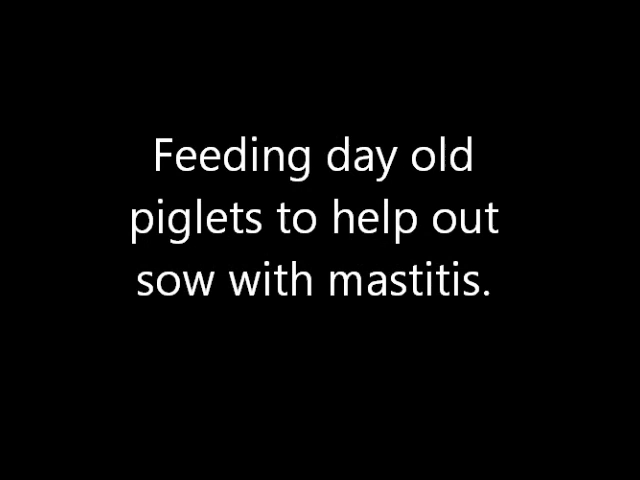 Feeding day old
piglets to help out
sow with mastitis.